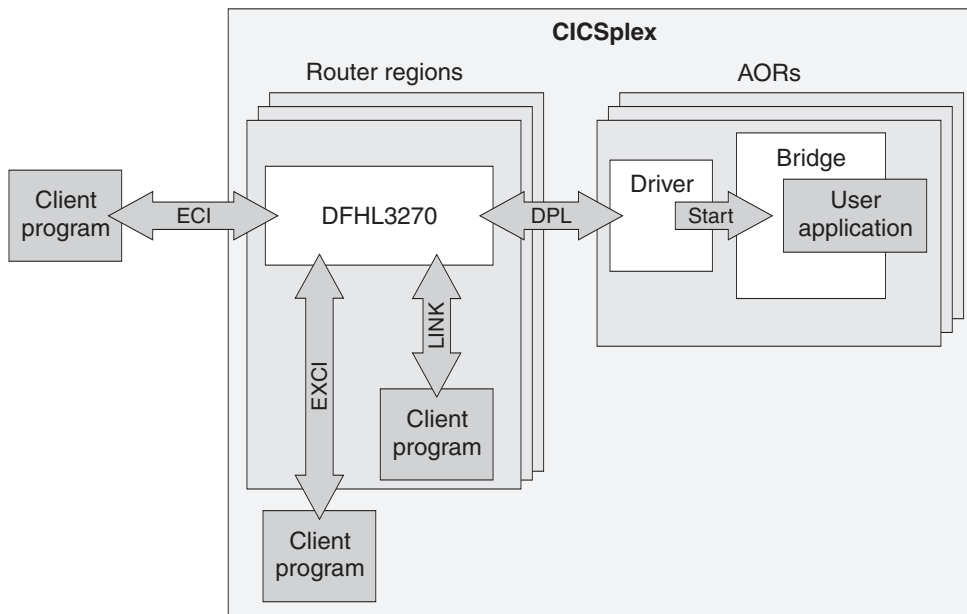 CICSplex
Router regions
AORs
Client
program
ECI
DFHL3270
DPL
Driver
Start
Bridge
User
application
EXCI
LINK
Client
program
Client
program